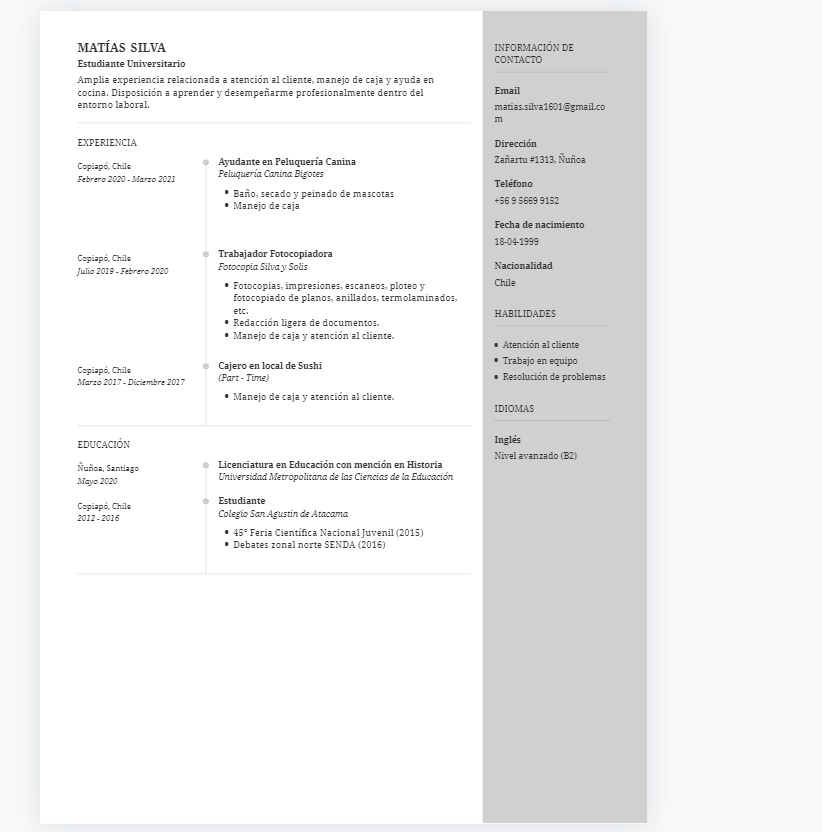 MATÍAS SILVA
Estudiante Universitario
Amplia experiencia relacionada a atención al cliente, manejo de caja y ayuda en
cocina. Disposición a aprender y desempeñarme profesionalmente dentro del
entorno laboral.
EXPERIENCIA
Copiapó, Chile
Febrero 2020 - Marzo 2021
Ayudante en Peluquería Canina
Peluquería Canina Bigotes
• Baño, secado y peinado de mascotas
• Manejo de caja
Copiapó, Chile
Julio 2019 - Febrero 2020
Trabajador Fotocopiadora
Fotocopia Silva y Solis
• Fotocopias, impresiones, escaneos, ploteo y
fotocopiado de planos, anillados, termolaminados,
etc.
• Redacción ligera de documentos.
• Manejo de caja y atención al cliente.
Copiapó, Chile
Marzo 2017 - Diciembre 2017
Cajero en local de Sushi
(Part - Time)
• Manejo de caja y atención al cliente.
EDUCACIÓN
Ñuñoa, Santiago
Mayo 2020
Licenciatura en Educación con mención en Historia
Universidad Metropolitana de las Ciencias de la Educación
Copiapó, Chile
2012 - 2016
Estudiante
Colegio San Agustin de Atacama
• 45° Feria Científica Nacional Juvenil (2015)
• Debates zonal norte SENDA (2016)
INFORMACIÓN DE
CONTACTO
Email
matias.silva1601@gmail.co
m
Dirección
Zañartu #1313, Ñuñoa
Teléfono
+56 9 5669 9152
Fecha de nacimiento
18-04-1999
Nacionalidad
Chile
HABILIDADES
• Atención al cliente
• Trabajo en equipo
• Resolución de problemas
IDIOMAS
Inglés
Nivel avanzado (B2)